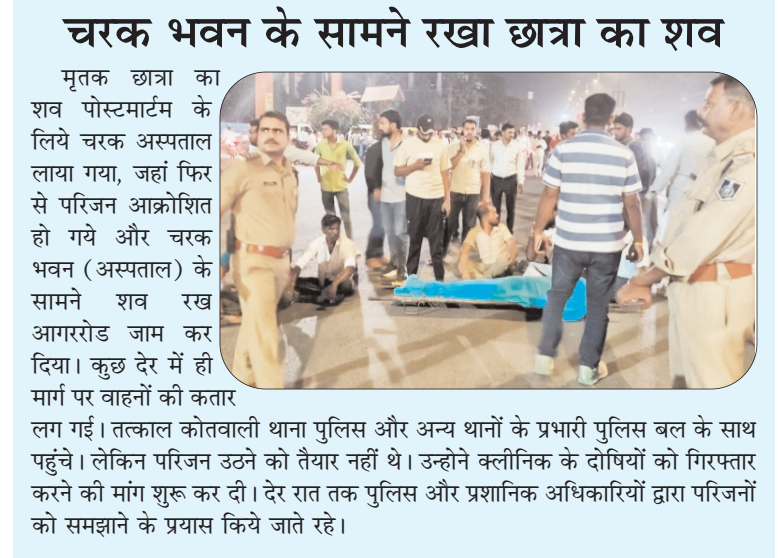 चरक भवन के सामने रखा छात्रा का शव
मृतक छात्रा का
शव पोस्टमार्टम के
लिये चरक अस्पताल
लाया गया, जहां फिर
से परिजन आक्रोशित
हो गये और चरक
भवन (अस्पताल) के
सामने शव रख
आगररोड जाम कर
दिया। कुछ देर में ही
मार्ग पर वाहनों की कतार
लग गई। तत्काल कोतवाली थाना पुलिस और अन्य थानों के प्रभारी पुलिस बल के साथ
पहुंचे। लेकिन परिजन उठने को तैयार नहीं थे। उन्होने क्लीनिक के दोषियों को गिरफ्तार
करने की मांग शुरू कर दी। देर रात तक पुलिस और प्रशानिक अधिकारियों द्वारा परिजनों
को समझाने के प्रयास किये जाते रहे।